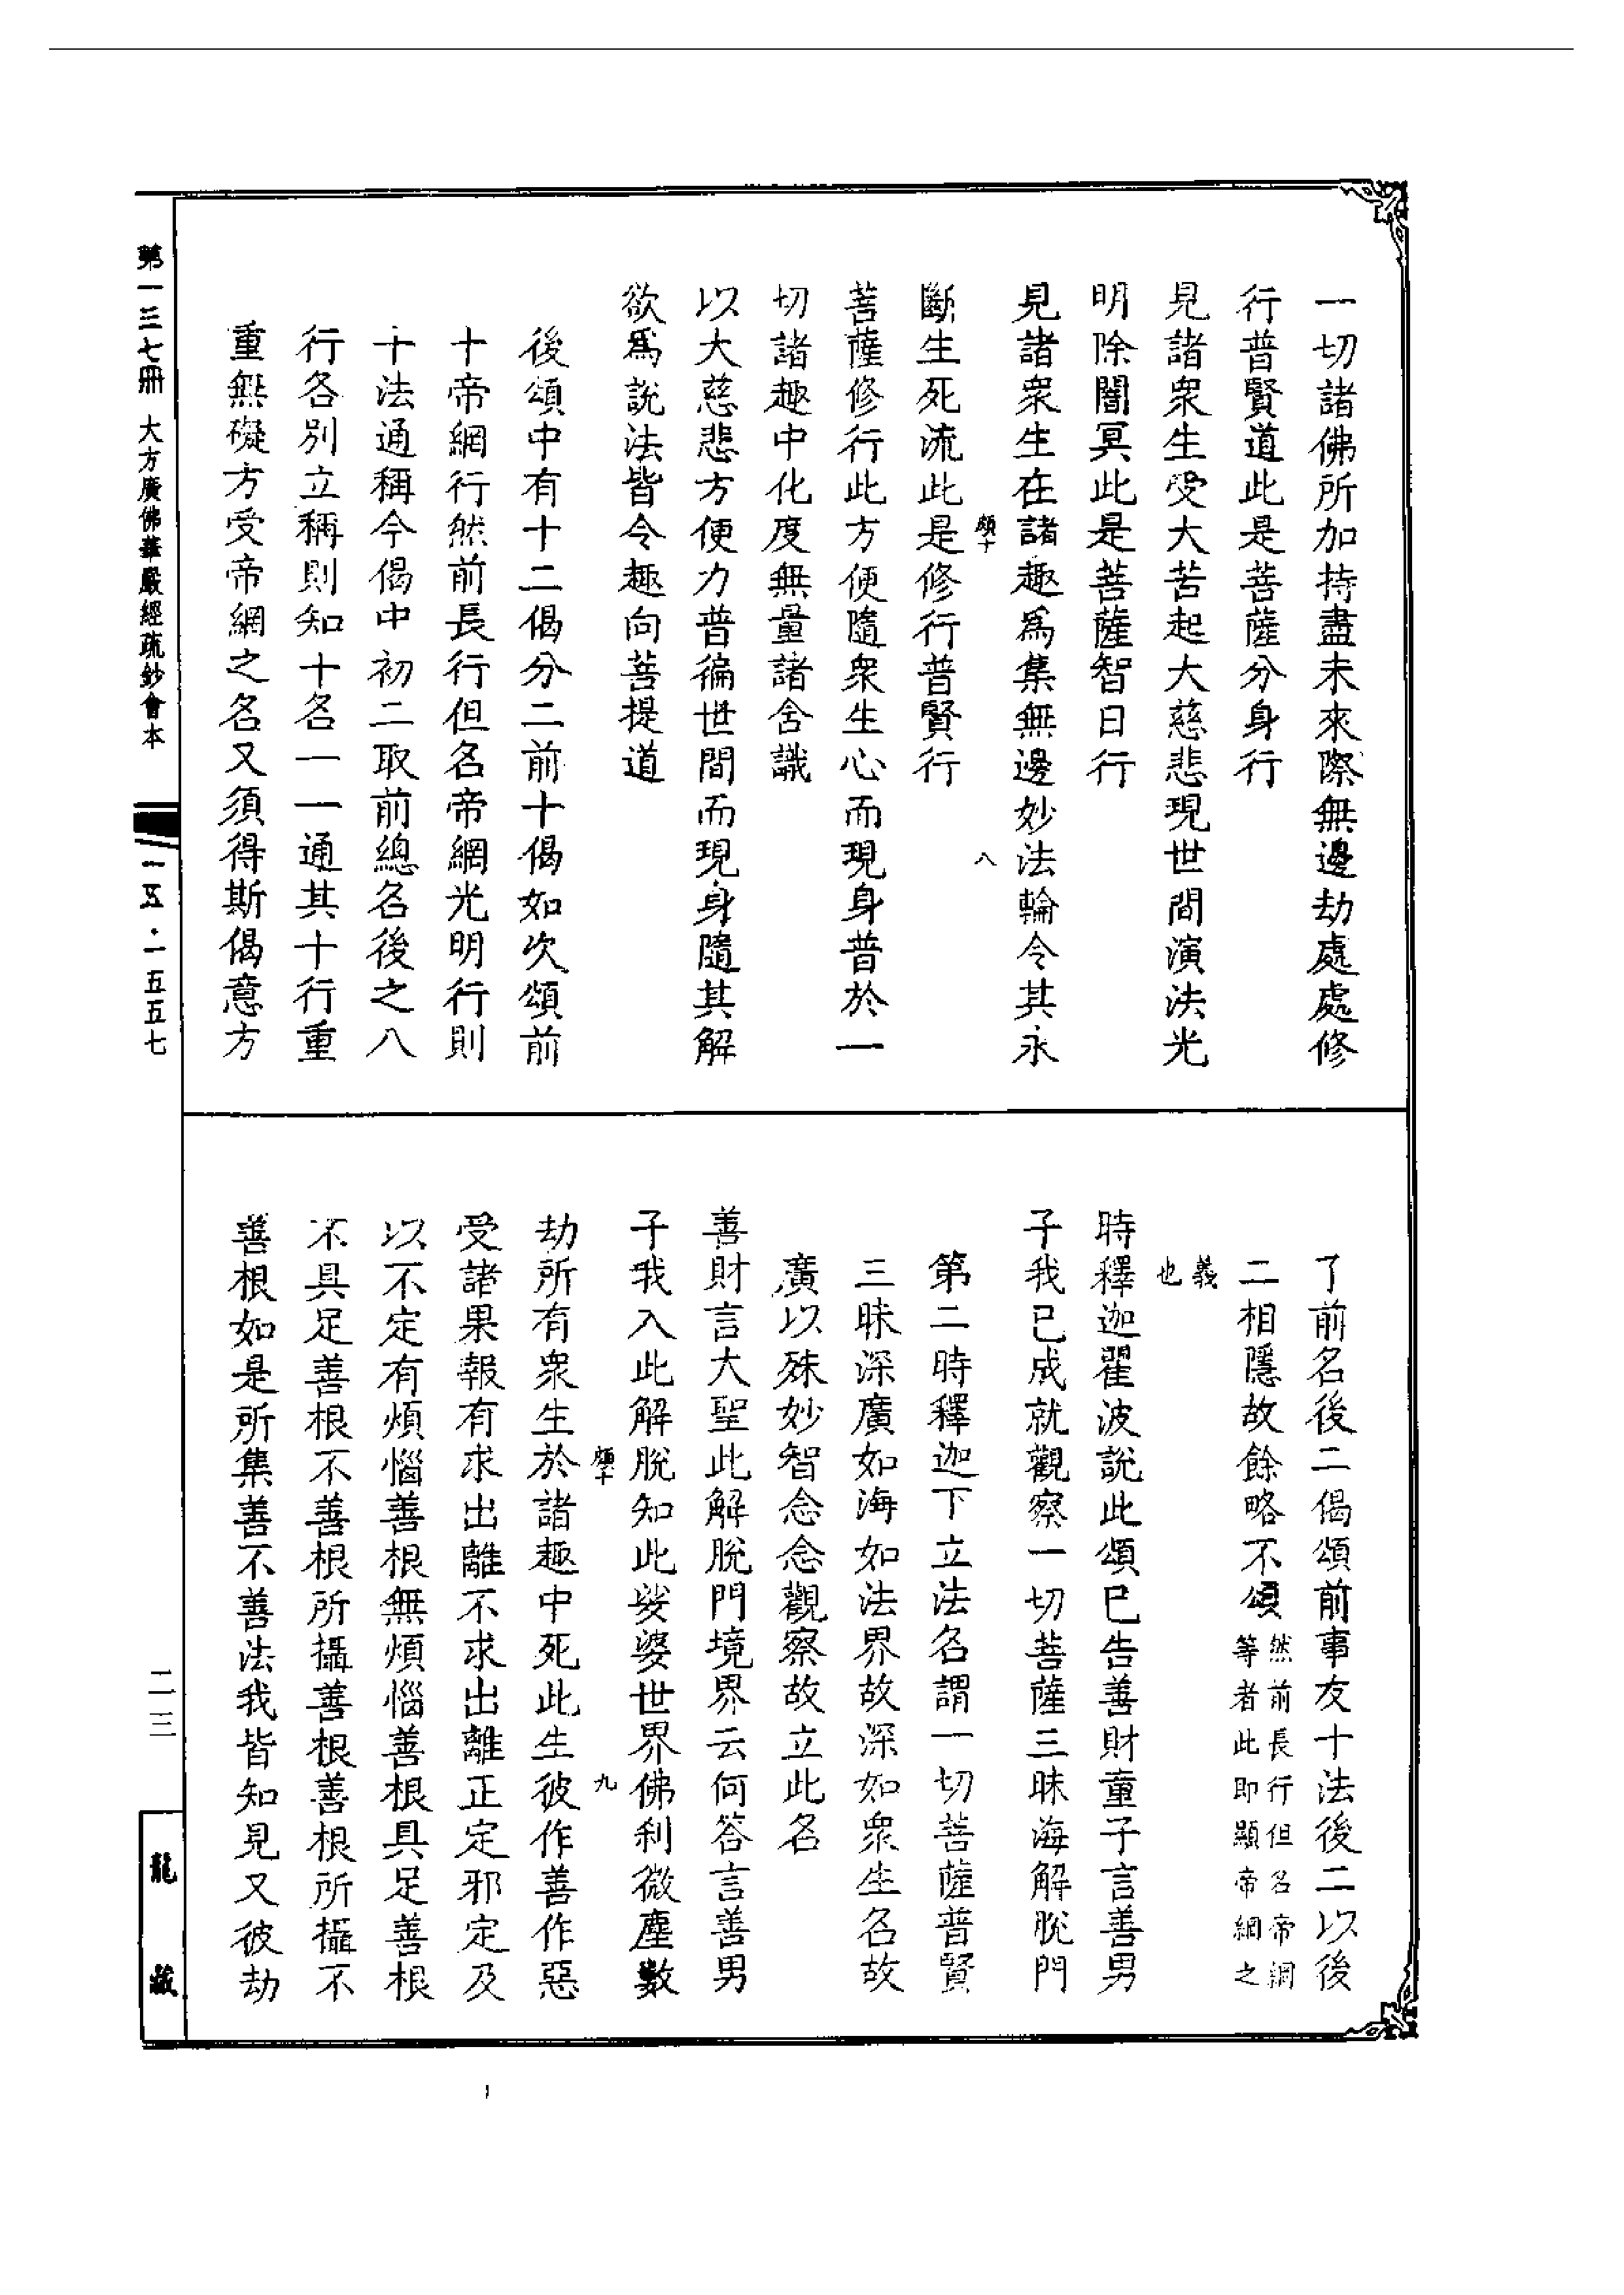 一切諸佛所加持盡未來際無邊劫處處修
行普賢道此是菩薩分身行
見諸衆生受大苦起大慈悲現世間演法光
明除闇冥此是菩薩智日行
見諸衆生在諸趣爲集無邊妙法輪令其永
斷生死流此是修行普賢行
菩薩修行此方便隨衆生心而現身普於一
切諸趣中化度無量諸含識
以大慈悲方便力普徧世間而現身隨其解
欲爲說法皆令趣向菩提道
後頌中有十二偈分二前十偈如次頌前
十帝網行然前長行但名帝網光明行則
十法通稱今偈中初二取前總名後之八
行各別立稱則知十名一一通其十行重
重無礙方受帝網之名又須得斯偈意方
了前名後二偈頌前事友十法後二以後
二相隱故餘略不頌然前長行但名帝網
等者此即顯帝網之
義
也
時釋迦瞿波說此頌已告善財童子言善男
子我已成就觀察一切菩薩三昧海解脫門
第二時釋迦下立法名謂一切菩薩普賢
三昧深廣如海如法界故深如衆生名故
廣以殊妙智念念觀察故立此名
善財言大聖此解脫門境界云何答言善男
子我入此解脫知此娑婆世界佛刹微塵數
劫所有衆生於諸趣中死此生彼作善作惡
受諸果報有求出離不求出離正定邪定及
以不定有煩惱善根無煩惱善根具足善根
不具足善根不善根所攝善根善根所攝不
善根如是所集善不善法我皆知見又彼劫
第一三七冊 大方廣佛華嚴經疏鈔會本
一五·一五五七
二三
龍藏
八
九